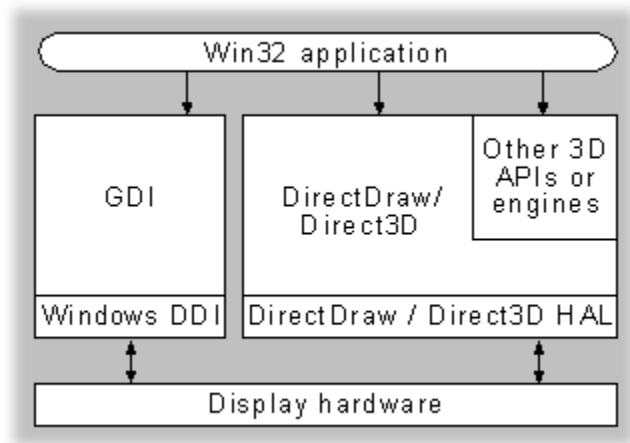 Win32 application
GDI
DirectDraw/
Direct3D
Other 3D
APIs or
engines
Windows DDI
DirectDraw / Direct3D HAL
Display hardware